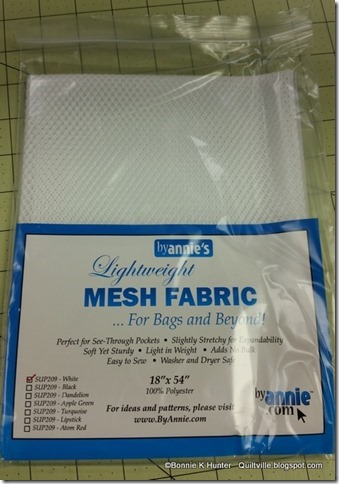 byannie's
Lightweight
MESH FABRIC
... For Bags and Beyond!
Perfect for See-Through Pockets • Slightly Stretchy for Expandability
Soft Yet Sturdy • Light in Weight • Adds No Bulk
Easy to Sew • Washer and Dryer Safe
SUP209 - White
SUP209 - Black
SUP209 - Dandelion
SUP209 - Apple Green
SUP209 - Turquoise
SUP209 - Lipstick
SUP209 - Atom Red
18" x 54"
100% Polyester
For ideas and patterns, please visit
www.ByAnnie.com
byannie
.com
©Bonnie K Hunter Quiltville.blogspot.com